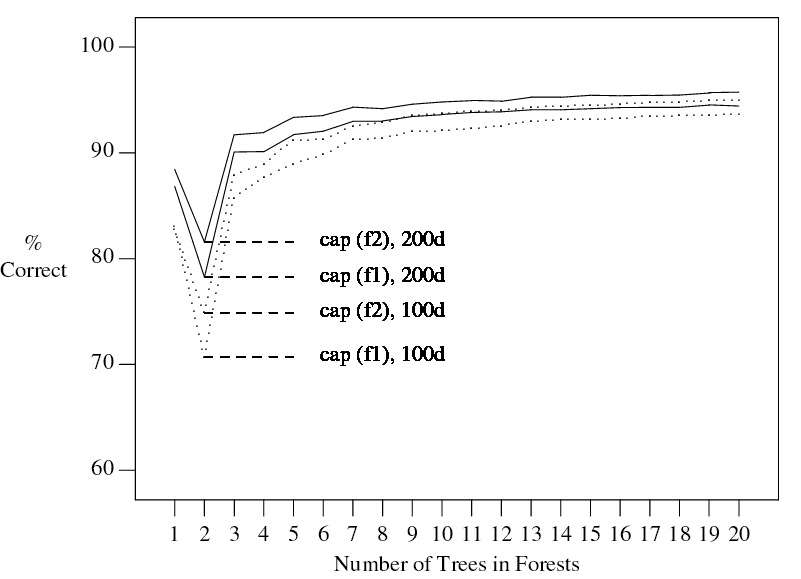 100
90
%
Correct
80
70
60
cap (f2), 200d
cap (f1), 200d
cap (f2), 100d
cap (f1), 100d
1 2 3 4 5 6 7 8 9 10 11 12 13 14 15 16 17 18 19 20
Number of Trees in Forests